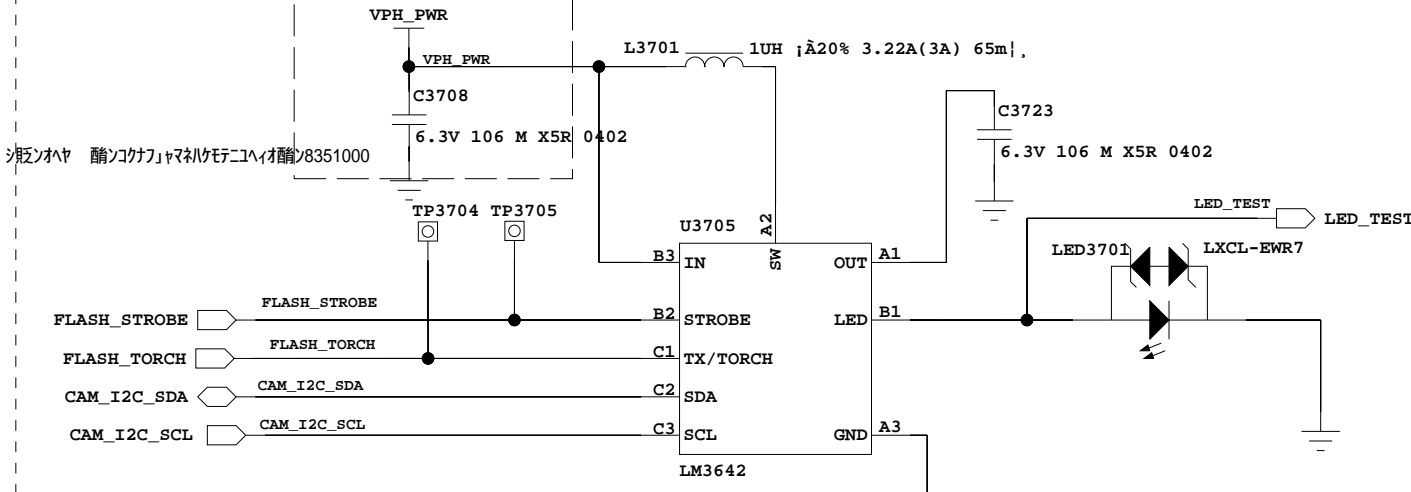 VPH_PWR
VPH_PWR
L3701
1UH ¡À20% 3.22A(3A) 65m¦¸
C3708
6.3V 106 M X5R 0402
C3723
6.3V 106 M X5R 0402
8351000
TP3704 TP3705
U3705
A2
SW
LED_TEST
LED_TEST
B3 IN
OUT A1
LED3701
LXCL-EWR7
FLASH_STROBE
FLASH_STROBE
B2 STROBE
LED B1
FLASH_TORCH
FLASH_TORCH
C1 TX/TORCH
CAM_I2C_SDA
CAM_I2C_SDA
C2 SDA
CAM_I2C_SCL
CAM_I2C_SCL
C3 SCL
GND A3
LM3642